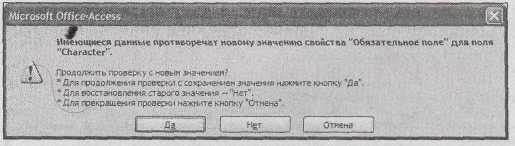 Microsoft Office Access
Имеющиеся данные противоречат новому значению свойства "Обязательное поле" для поля
"Character".
Продолжить проверку с новым значением?
* Для продолжения проверки с сохранением значения нажмите кнопку "Да".
* Для восстановления старого значения -- "Нет".
* Для прекращения проверки нажмите кнопку "Отмена".
Да Нет Отмена